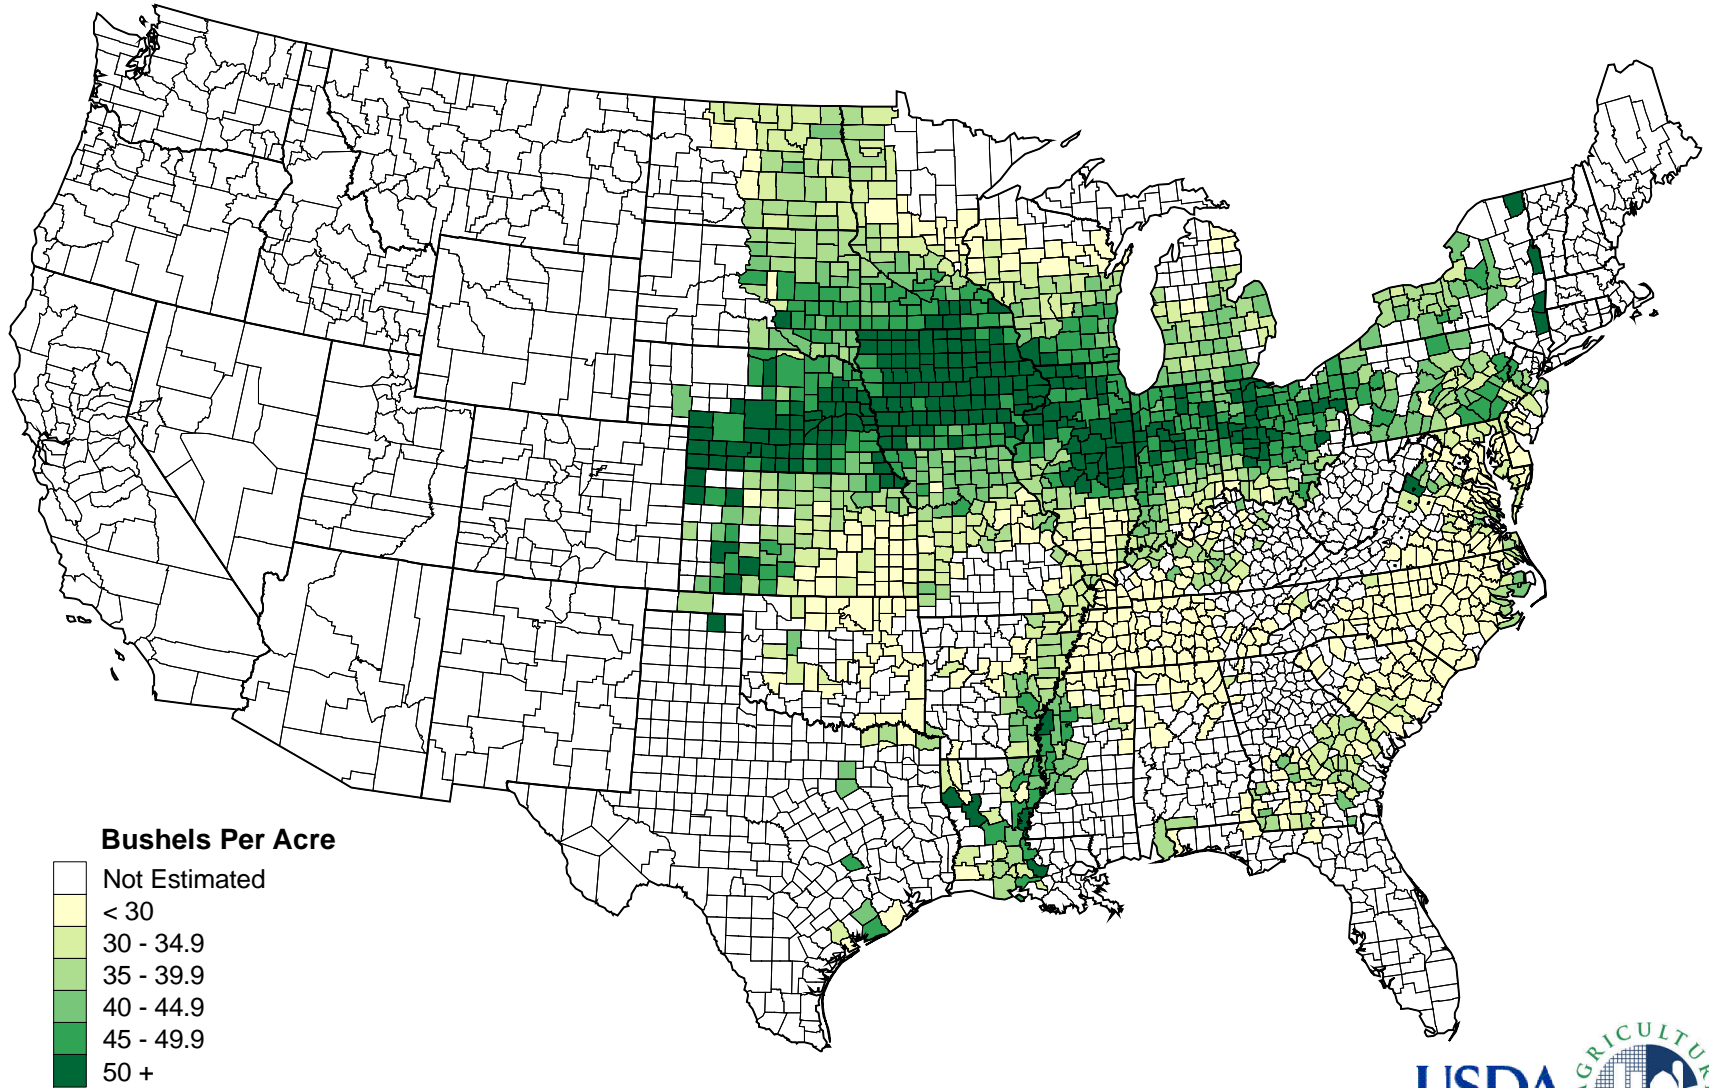 Bushels Per Acre
Not Estimated
< 30
30 - 34.9
35 - 39.9
40 - 44.9
45 - 49.9
50 +
USDA